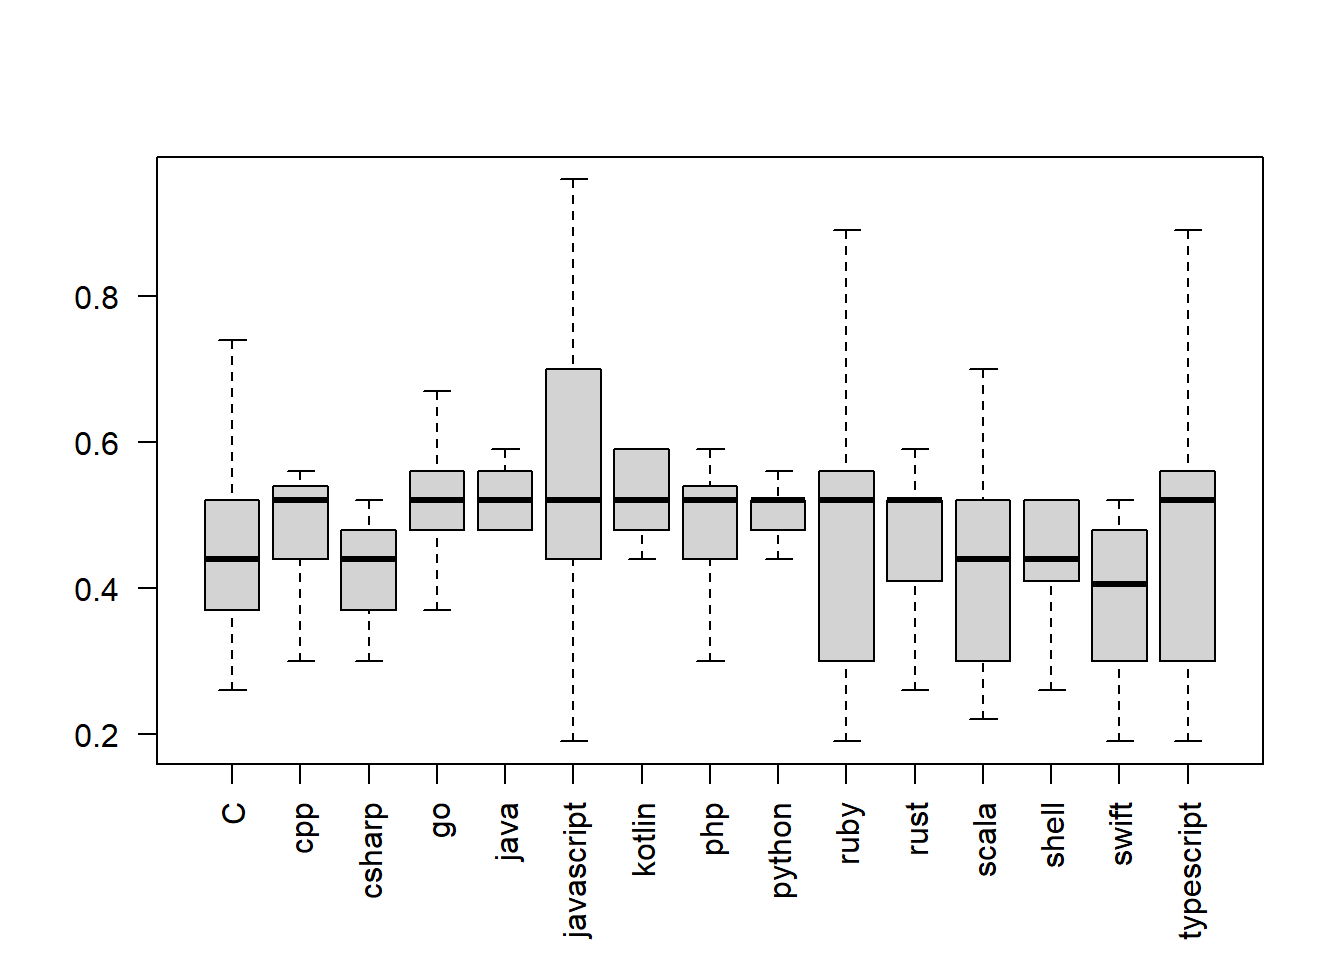 0.8
0.6
0.4
0.2
C
cpp
csharp
go
java
javascript
kotlin
php
python
ruby
rust
scala
shell
swift
typescript